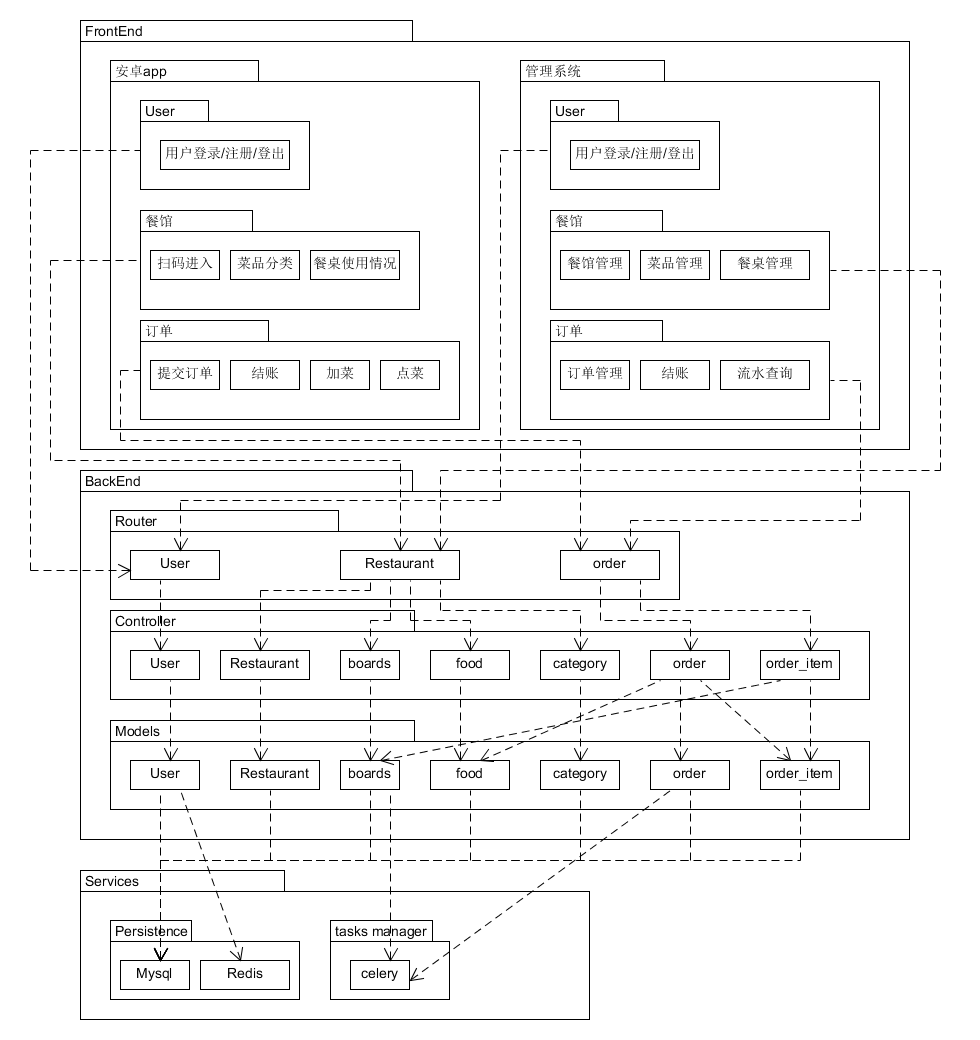 FrontEnd
安卓app
管理系统
User
User
用户登录/注册/登出
用户登录/注册/登出
餐馆
餐馆
扫码进入
菜品分类
餐桌使用情况
餐馆管理
菜品管理
餐桌管理
订单
订单
提交订单
结账
加菜
点菜
订单管理
结账
流水查询
BackEnd
Router
User
Restaurant
order
Controller
User
Restaurant
boards
food
category
order
order_item
Models
User
Restaurant
boards
food
category
order
order_item
Services
Persistence
tasks manager
Mysql
Redis
celery